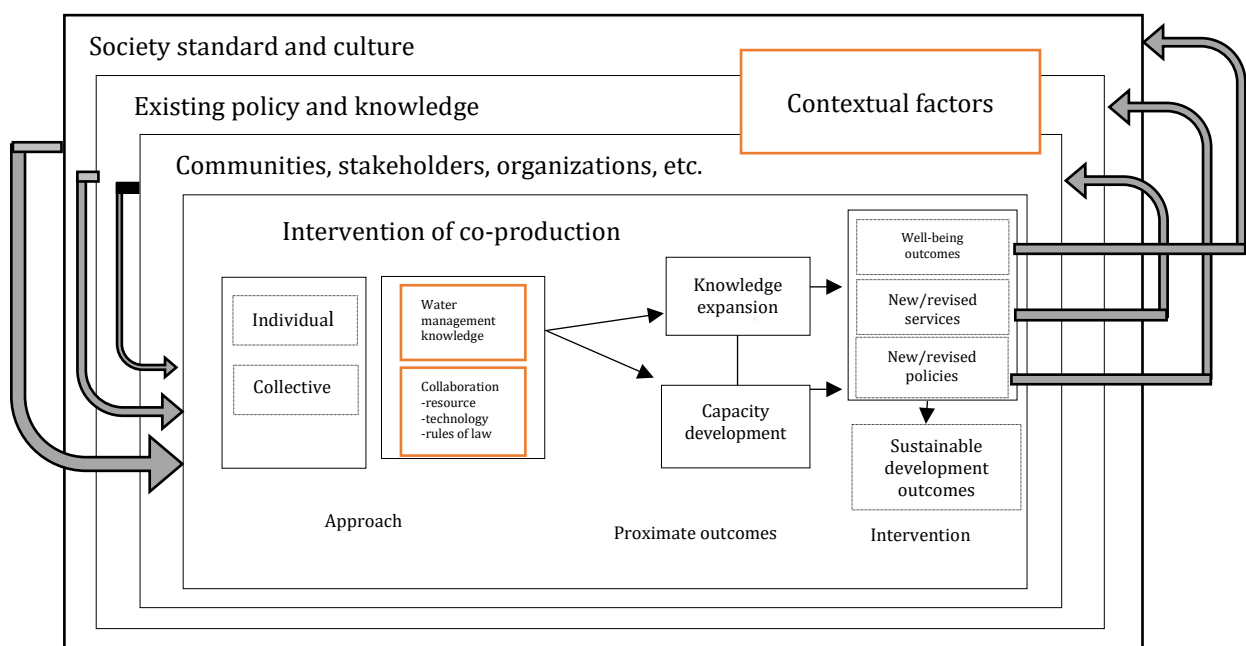 Society standard and culture
Existing policy and knowledge
Contextual factors
Communities, stakeholders, organizations, etc.
Intervention of co-production
Individual
Collective
Water
management
knowledge
Collaboration
-resource
-technology
-rules of law
Knowledge
expansion
Capacity
development
Well-being
outcomes
New/revised
services
New/revised
policies
Sustainable
development
outcomes
Approach
Proximate outcomes
Intervention